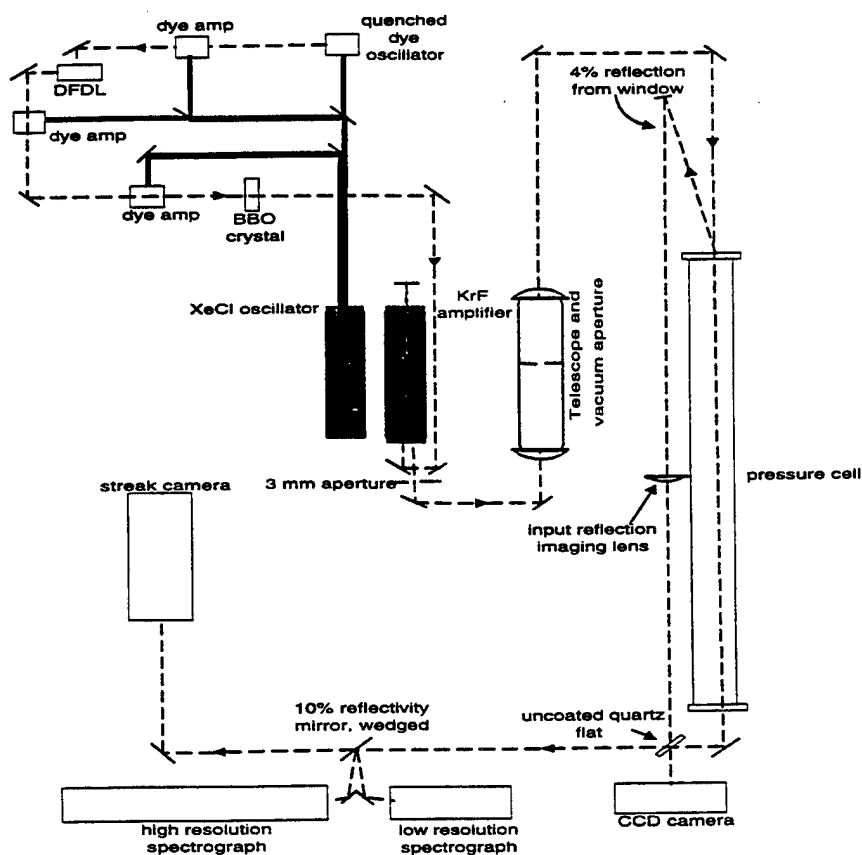 dye amp
quenched
dye
oscillator
DFDL
dye amp
dye amp
BBO
crystal
4% reflection
from window
XeCl oscillator
KrF
amplifier
Telescope and
vacuum aperture
3 mm aperture
streak camera
pressure cell
input reflection
imaging lens
10% reflectivity
mirror, wedged
uncoated quartz
flat
high resolution
spectrograph
low resolution
spectrograph
CCD camera